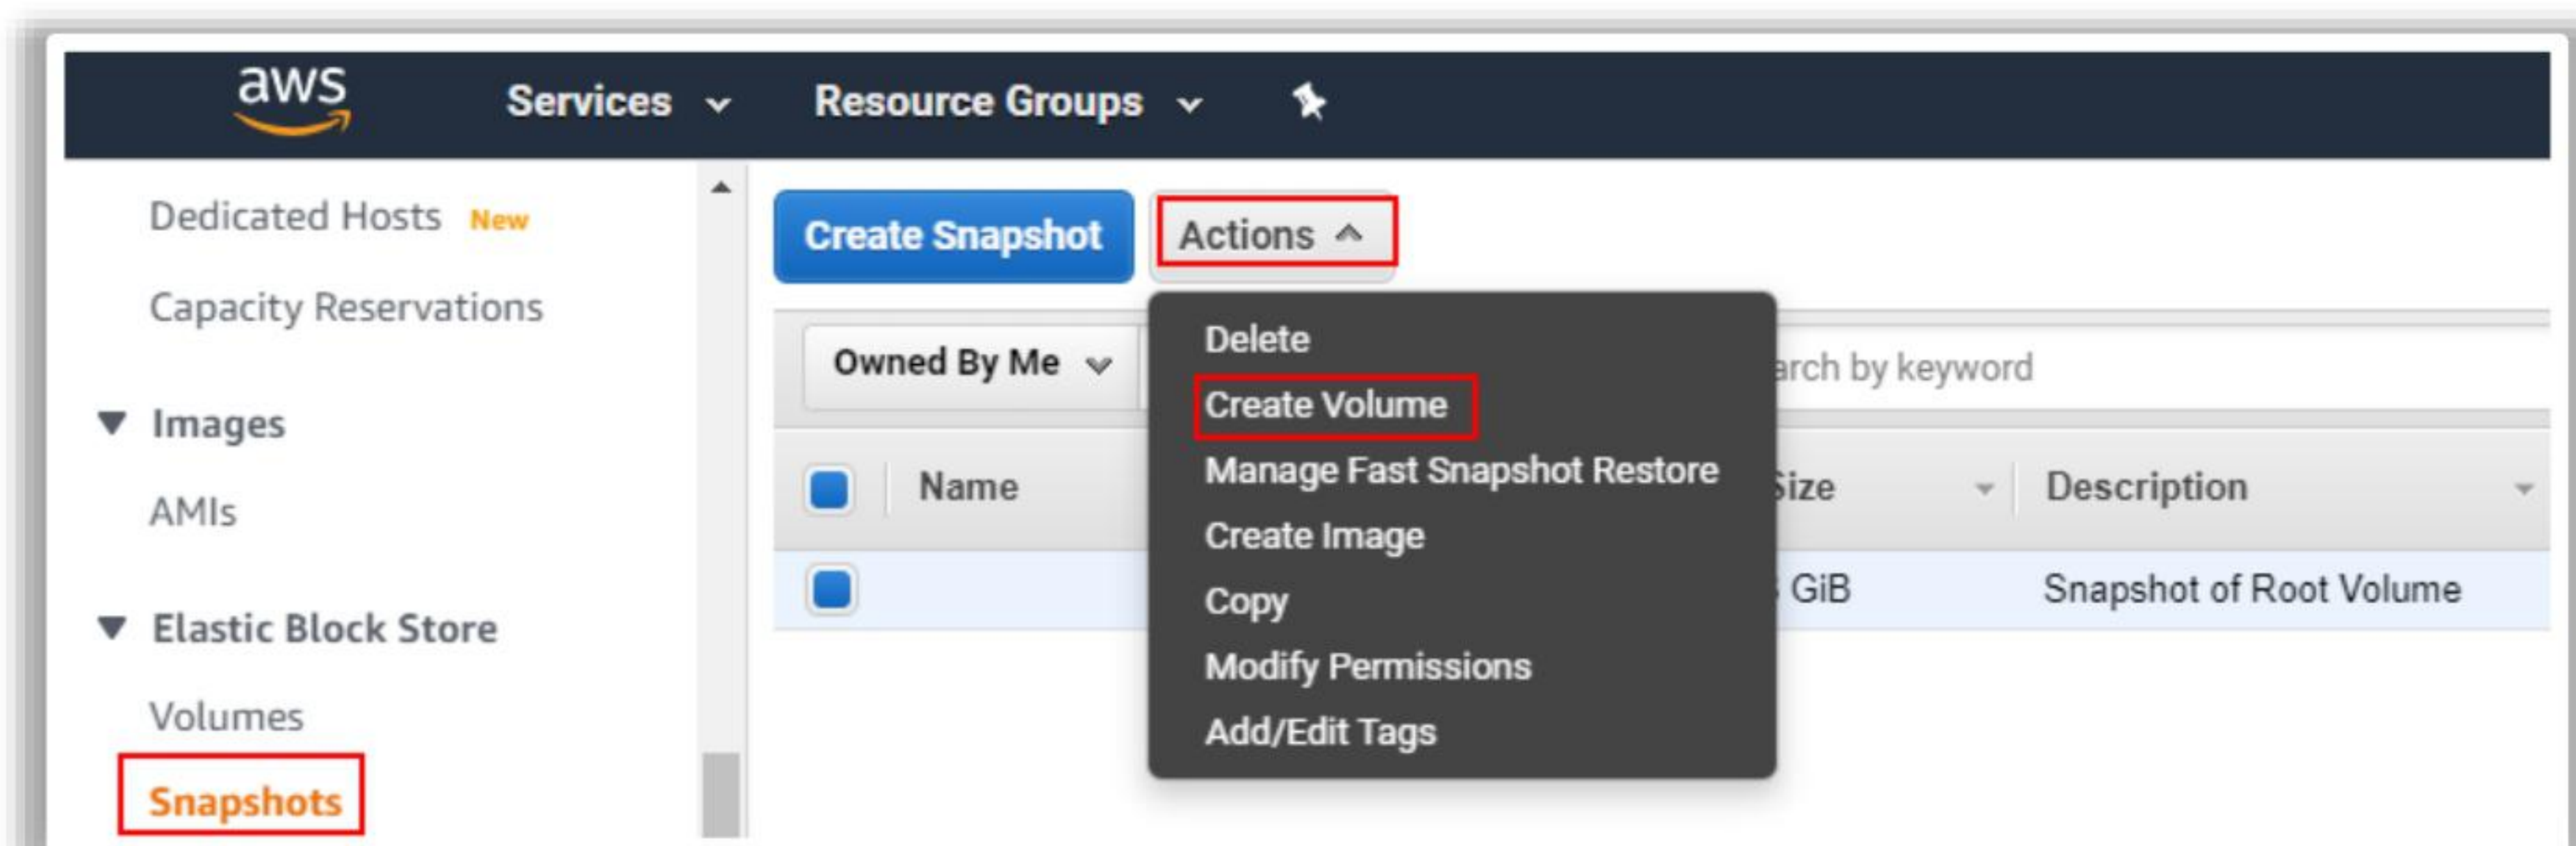 aws
Services
Resource Groups
Dedicated Hosts New
Capacity Reservations
Images
AMIs
Elastic Block Store
Volumes
Snapshots
Create Snapshot
Actions
Owned By Me
by keyword
Name
Description
GiB
Snapshot of Root Volume
Delete
Create Volume
Manage Fast Snapshot Restore
Create Image
Copy
Modify Permissions
Add/Edit Tags